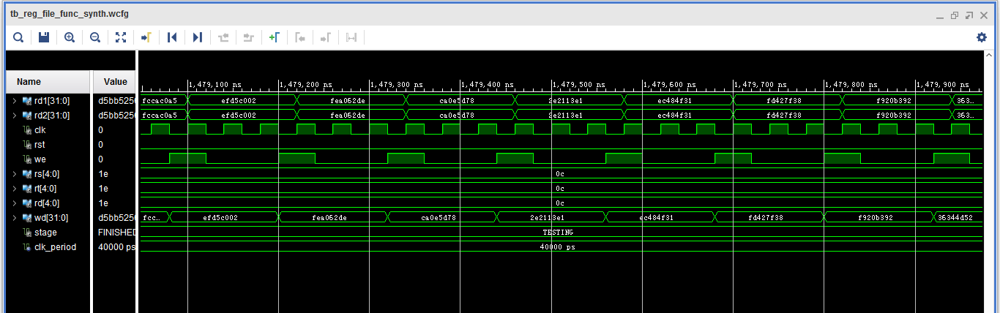 tb_reg_file_func_synth.wcfg
Name Value
1,479,100 ns 1,479,200 ns 1,479,300 ns 1,479,400 ns 1,479,500 ns 1,479,600 ns 1,479,700 ns 1,479,800 ns 1,479,900 ns
rd1[31:0] d5bb525 fccac0a5 efd5c002 fea062de ca0e5d78 2e2113e1 ec484f31 fd427f38 f920b392 363...
rd2[31:0] d5bb525 fccac0a5 efd5c002 fea062de ca0e5d78 2e2113e1 ec484f31 fd427f38 f920b392 363...
clk 0
rst 0
we 0
rs[4:0] 1e 0c
rt[4:0] 1e 0c
rd[4:0] 1e 0c
wd[31:0] d5bb525 fcc... efd5c002 fea062de ca0e5d78 2e2113e1 ec484f31 fd427f38 f920b392 36344d52
stage FINISHED TESTING
clk_period 40000 ps 40000 ps